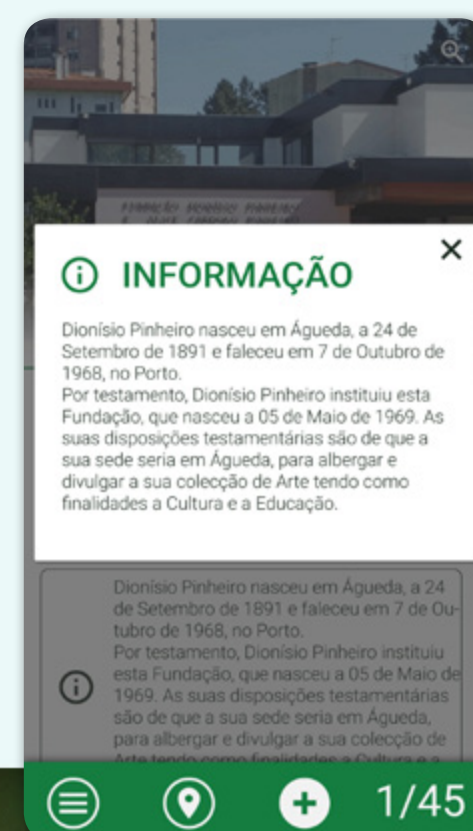 INFORMAÇÃO
Dionísio Pinheiro nasceu em Águeda, a 24 de
Setembro de 1891 e faleceu em 7 de Outubro de
1968, no Porto.
Por testamento, Dionísio Pinheiro instituiu esta
Fundação, que nasceu a 05 de Maio de 1969. As
suas disposições testamentárias são de que a
sua sede seria em Águeda, para albergar e
divulgar a sua colecção de Arte tendo como
finalidades a Cultura e a Educação.
Dionísio Pinheiro nasceu em Águeda, a 24
de Setembro de 1891 e faleceu em 7 de Ou-
tubro de 1968, no Porto.
Por testamento, Dionísio Pinheiro instituiu
esta Fundação, que nasceu a 05 de Maio de
1969. As suas disposições testamentárias
são de que a sua sede seria em Águeda,
para albergar e divulgar a sua colecção de
Arte tendo como finalidades a Cultura e a
1/45